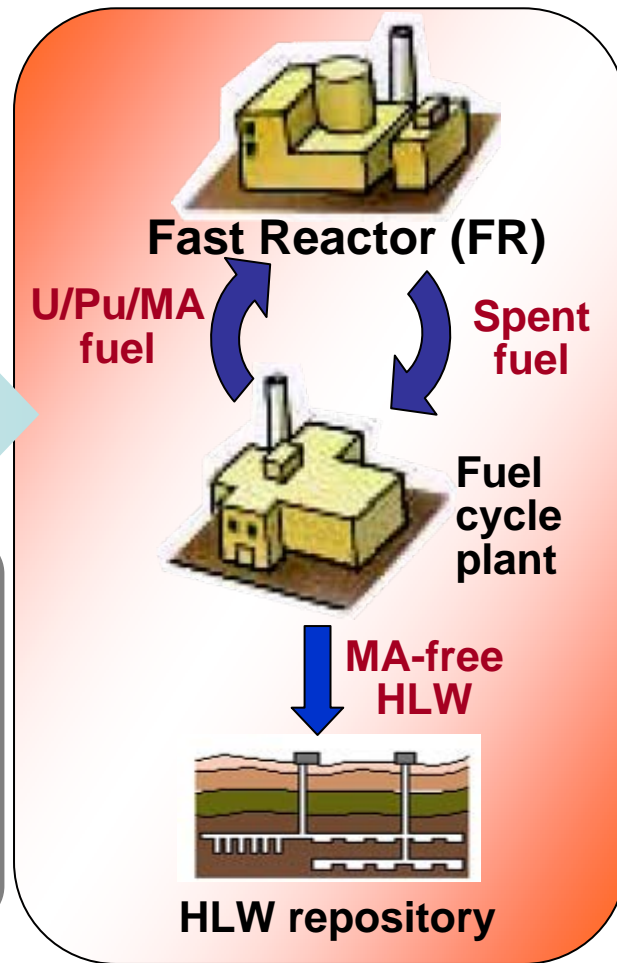 Fast Reactor (FR)
U/Pu/MA
fuel
Spent
fuel
Fuel
cycle
plant
MA-free
HLW
HLW repository